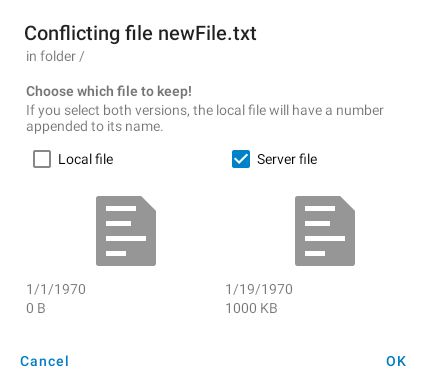 Conflicting file newFile.txt
in folder /
Choose which file to keep!
If you select both versions, the local file will have a number
appended to its name.
Local file
Server file
1/1/1970
1/19/1970
0 B
1000 KB
Cancel
OK